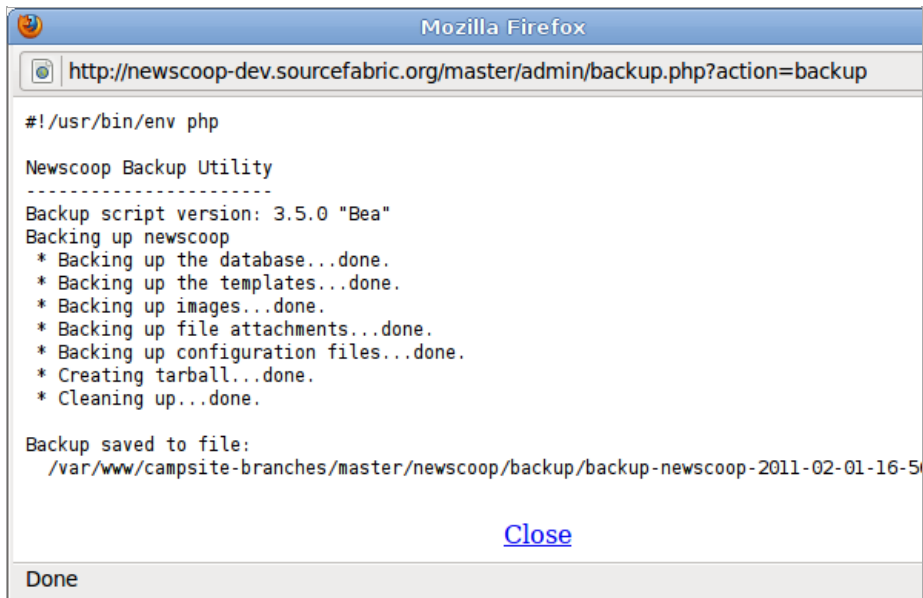 Mozilla Firefox
http://newscoop-dev.sourcefabric.org/master/admin/backup.php?action=backup
#!/usr/bin/env php
Newscoop Backup Utility
-----------------------
Backup script version: 3.5.0 "Bea"
Backing up newscoop
* Backing up the database...done.
* Backing up the templates...done.
* Backing up images...done.
* Backing up file attachments...done.
* Backing up configuration files...done.
* Creating tarball...done.
* Cleaning up...done.
Backup saved to file:
/var/www/campsite-branches/master/newscoop/backup/backup-newscoop-2011-02-01-16-5
Close
Done